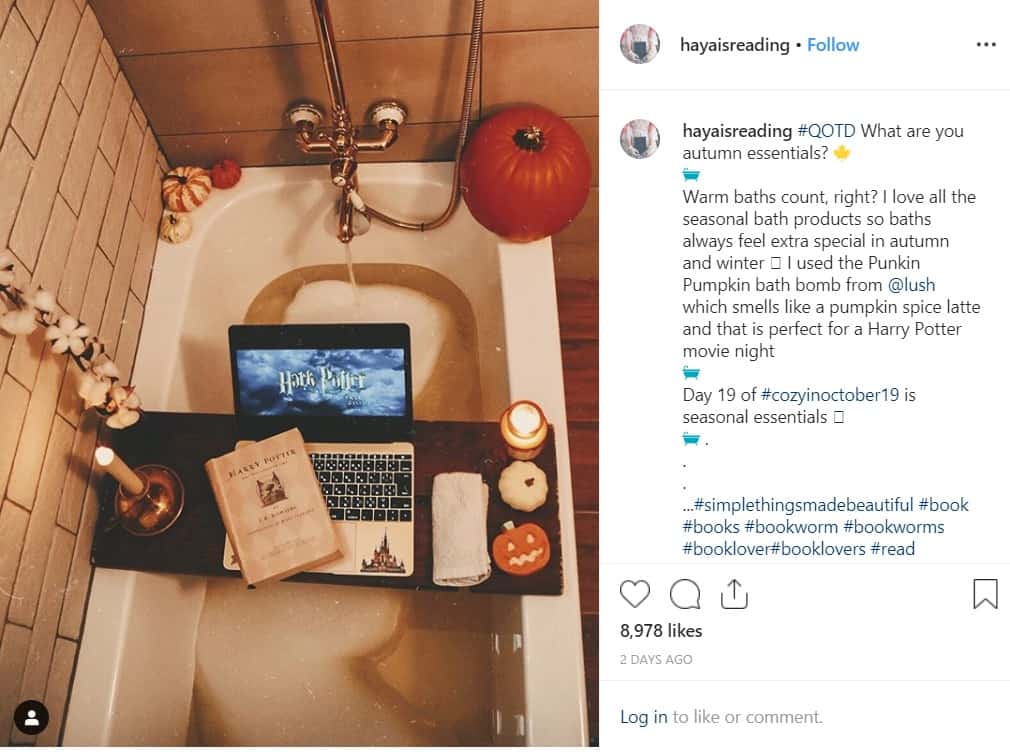 Harry Potter
HARRY POTTER
J.K. ROWLING
hayaisreading • Follow
hayaisreading #QOTD What are you
autumn essentials? 🍁
🛁
Warm baths count, right? I love all the
seasonal bath products so baths
always feel extra special in autumn
and winter □ I used the Punkin
Pumpkin bath bomb from @lush
which smells like a pumpkin spice latte
and that is perfect for a Harry Potter
movie night
🛁
Day 19 of #cozyinoctober19 is
seasonal essentials □
🛁 .
.
.
...#simplethingsmadebeautiful #book
#books #bookworm #bookworms
#booklover#booklovers #read
8,978 likes
2 DAYS AGO
Log in to like or comment.